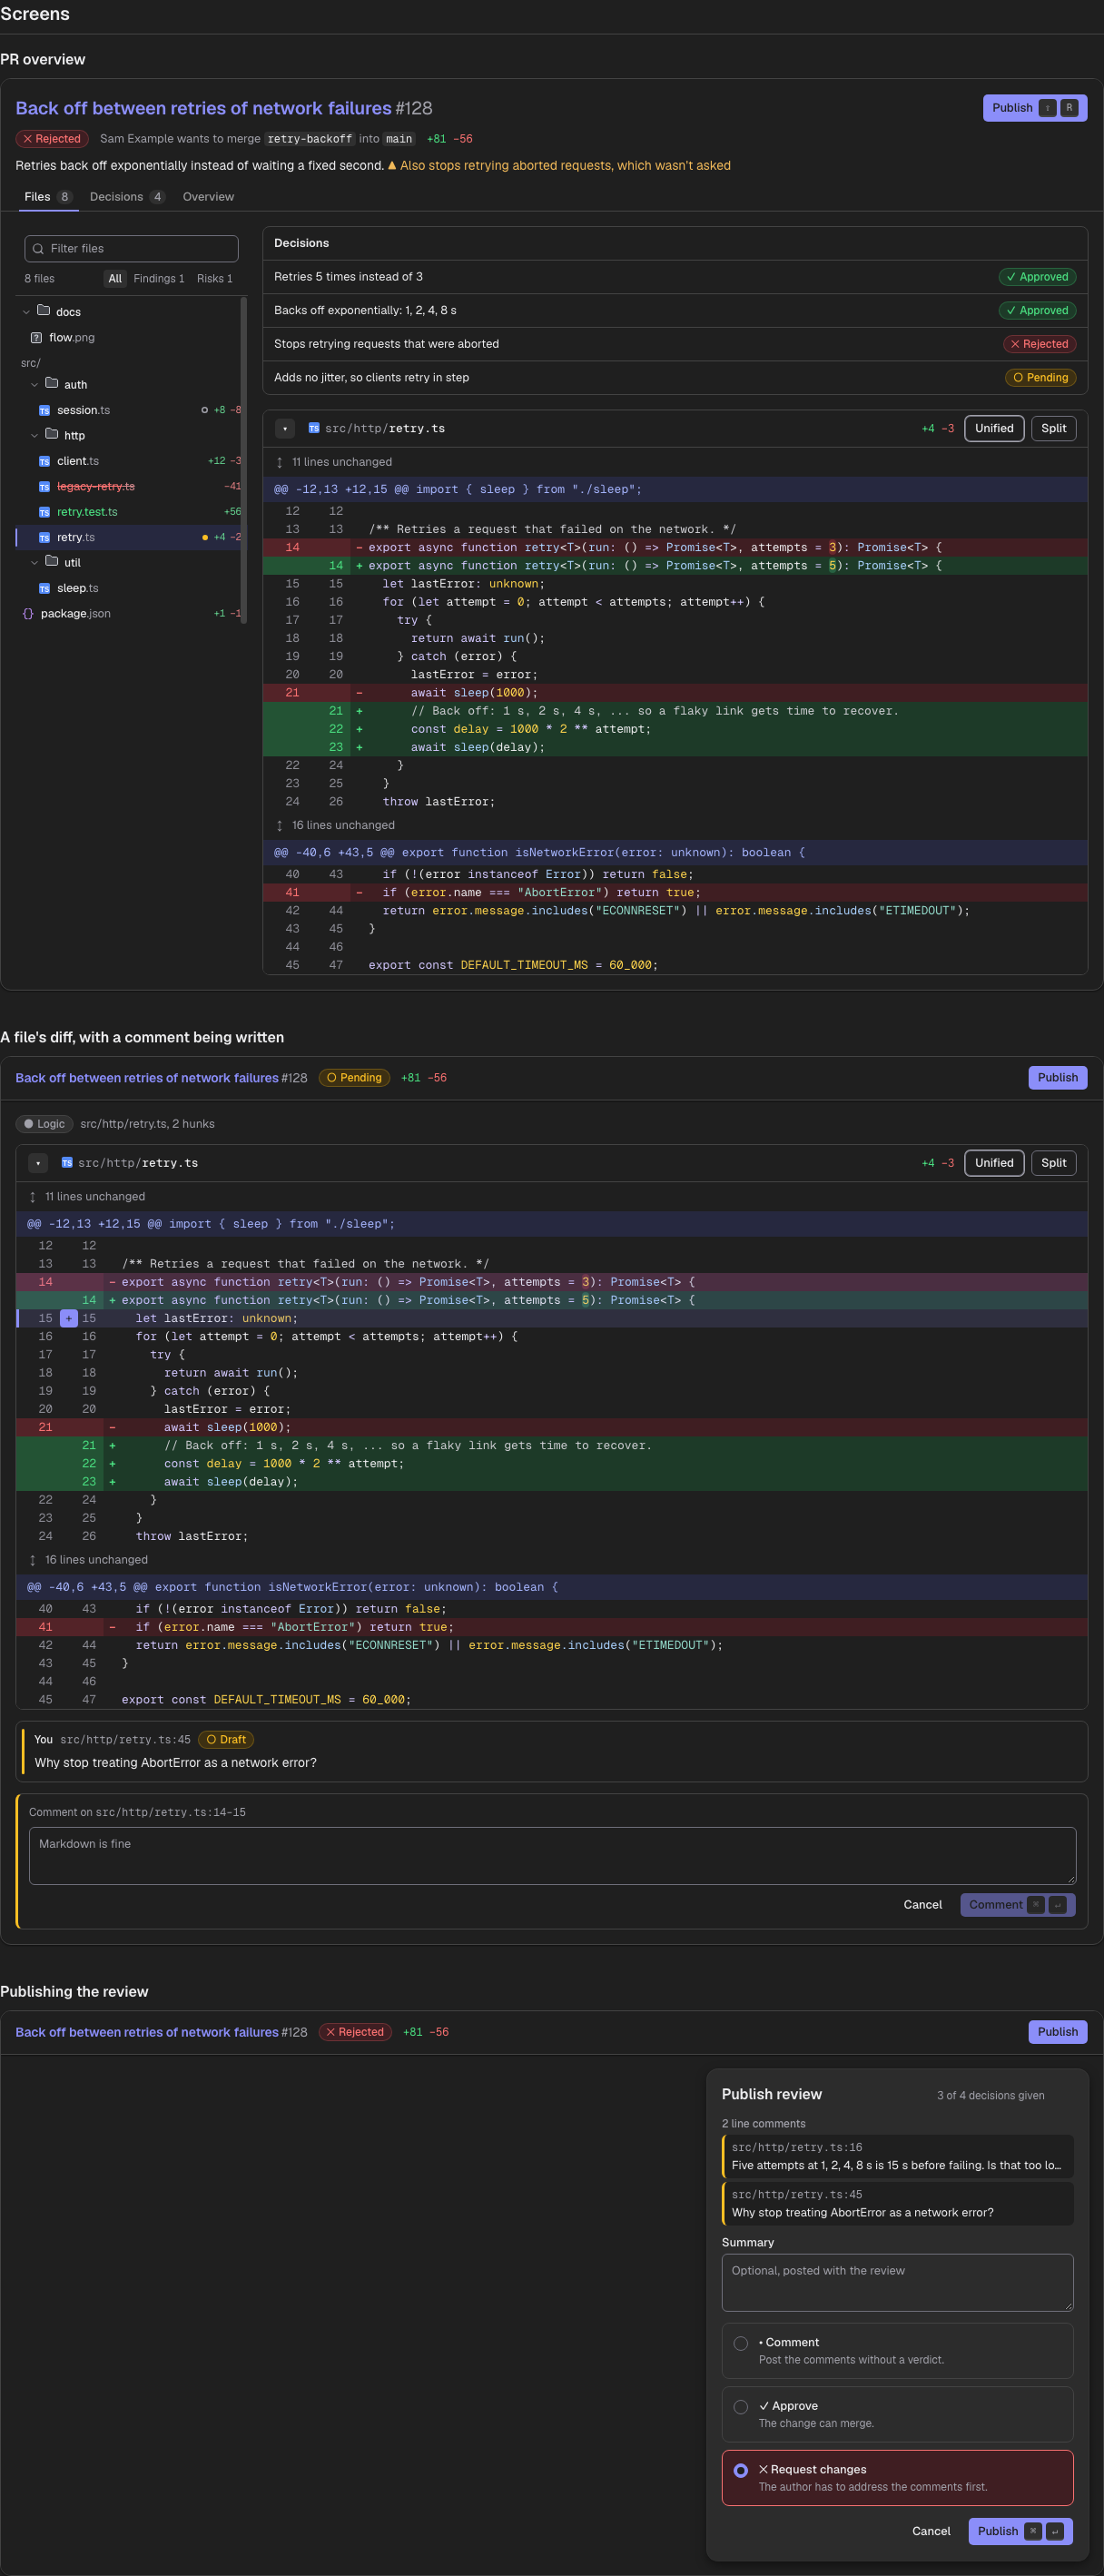 Screens
PR overview
Back off between retries of network failures #128
Publish ⇧ R
✕ Rejected Sam Example wants to merge retry-backoff into main +81 −56
Retries back off exponentially instead of waiting a fixed second. ▲ Also stops retrying aborted requests, which wasn't asked
Files 8 Decisions 4 Overview
Filter files
8 files All Findings 1 Risks 1
docs
flow.png
src/
auth
TS session.ts +8 −8
http
TS client.ts +12 −3
TS legacy-retry.ts −41
TS retry.test.ts +56
TS retry.ts +4 −2
util
TS sleep.ts
{} package.json +1 −1
Decisions
Retries 5 times instead of 3 ✓ Approved
Backs off exponentially: 1, 2, 4, 8 s ✓ Approved
Stops retrying requests that were aborted ✕ Rejected
Adds no jitter, so clients retry in step Pending
TS src/http/retry.ts +4 −3 Unified Split
11 lines unchanged
@@ -12,13 +12,15 @@ import { sleep } from "./sleep";
12 12
13 13 /** Retries a request that failed on the network. */
14 − export async function retry<T>(run: () => Promise<T>, attempts = 3): Promise<T> {
14 + export async function retry<T>(run: () => Promise<T>, attempts = 5): Promise<T> {
15 15 let lastError: unknown;
16 16 for (let attempt = 0; attempt < attempts; attempt++) {
17 17 try {
18 18 return await run();
19 19 } catch (error) {
20 20 lastError = error;
21 − await sleep(1000);
21 + // Back off: 1 s, 2 s, 4 s, ... so a flaky link gets time to recover.
22 + const delay = 1000 * 2 ** attempt;
23 + await sleep(delay);
22 24 }
23 25 }
24 26 throw lastError;
16 lines unchanged
@@ -40,6 +43,5 @@ export function isNetworkError(error: unknown): boolean {
40 43 if (!(error instanceof Error)) return false;
41 − if (error.name === "AbortError") return true;
42 44 return error.message.includes("ECONNRESET") || error.message.includes("ETIMEDOUT");
43 45 }
44 46
45 47 export const DEFAULT_TIMEOUT_MS = 60_000;
A file's diff, with a comment being written
Back off between retries of network failures #128 Pending +81 −56
Publish
Logic src/http/retry.ts, 2 hunks
TS src/http/retry.ts +4 −3 Unified Split
11 lines unchanged
@@ -12,13 +12,15 @@ import { sleep } from "./sleep";
12 12
13 13 /** Retries a request that failed on the network. */
14 − export async function retry<T>(run: () => Promise<T>, attempts = 3): Promise<T> {
14 + export async function retry<T>(run: () => Promise<T>, attempts = 5): Promise<T> {
15 + 15 let lastError: unknown;
16 16 for (let attempt = 0; attempt < attempts; attempt++) {
17 17 try {
18 18 return await run();
19 19 } catch (error) {
20 20 lastError = error;
21 − await sleep(1000);
21 + // Back off: 1 s, 2 s, 4 s, ... so a flaky link gets time to recover.
22 + const delay = 1000 * 2 ** attempt;
23 + await sleep(delay);
22 24 }
23 25 }
24 26 throw lastError;
16 lines unchanged
@@ -40,6 +43,5 @@ export function isNetworkError(error: unknown): boolean {
40 43 if (!(error instanceof Error)) return false;
41 − if (error.name === "AbortError") return true;
42 44 return error.message.includes("ECONNRESET") || error.message.includes("ETIMEDOUT");
43 45 }
44 46
45 47 export const DEFAULT_TIMEOUT_MS = 60_000;
You src/http/retry.ts:45 Draft
Why stop treating AbortError as a network error?
Comment on src/http/retry.ts:14–15
Markdown is fine
Cancel Comment ⌘ ↵
Publishing the review
Back off between retries of network failures #128 ✕ Rejected +81 −56
Publish
Publish review 3 of 4 decisions given
2 line comments
src/http/retry.ts:16
Five attempts at 1, 2, 4, 8 s is 15 s before failing. Is that too lo…
src/http/retry.ts:45
Why stop treating AbortError as a network error?
Summary
Optional, posted with the review
• Comment
Post the comments without a verdict.
✓ Approve
The change can merge.
✕ Request changes
The author has to address the comments first.
Cancel Publish ⌘ ↵